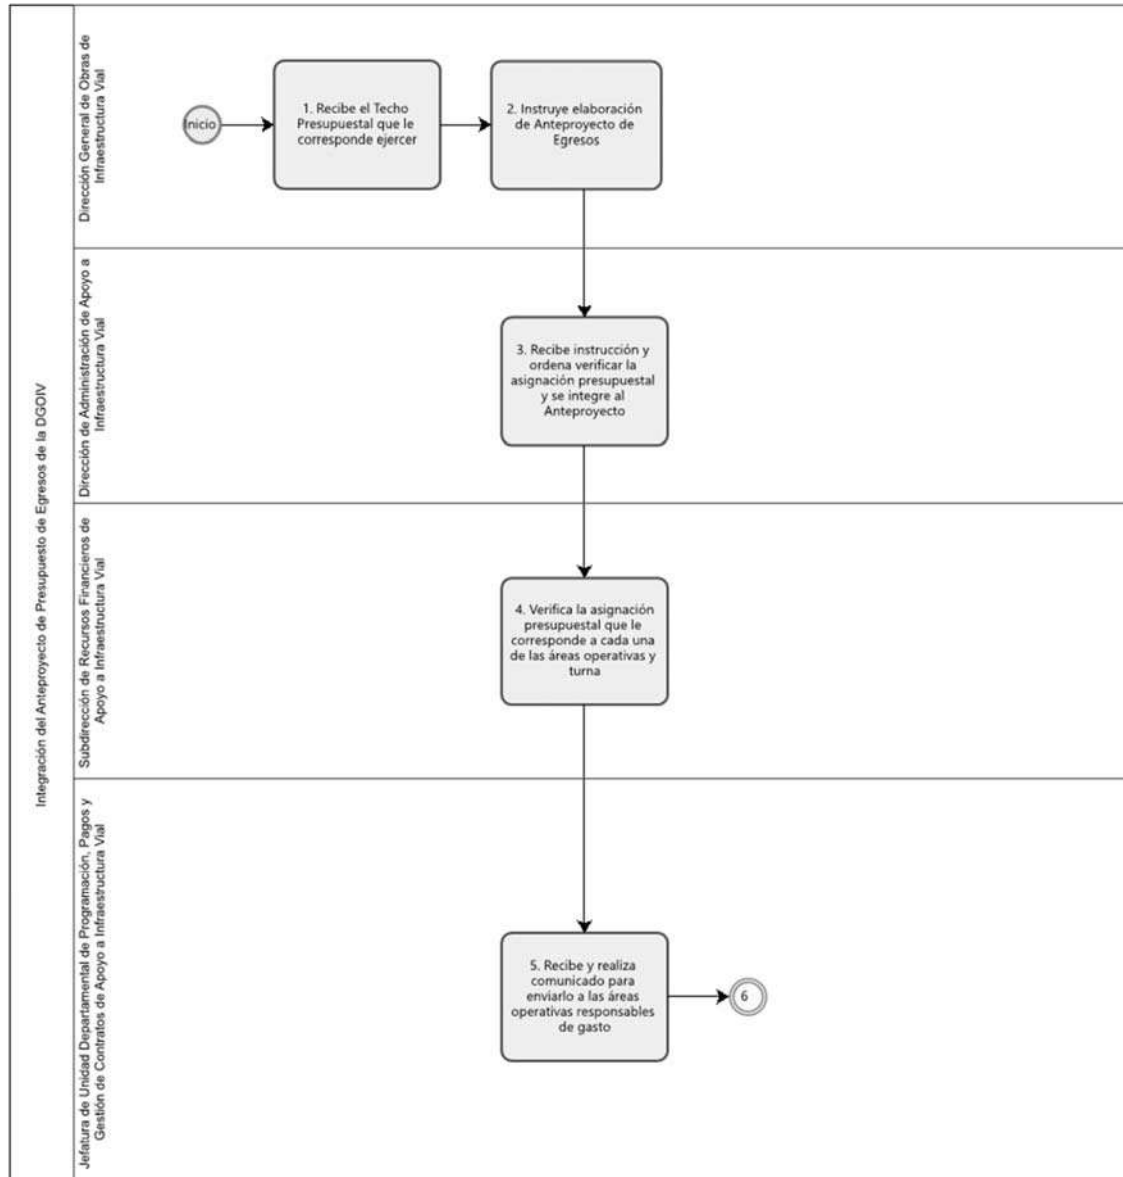 Integración del Anteproyecto de Presupuesto de Egresos de la DGOIV
Dirección General de Obras de
Infraestructura Vial
Inicio
1. Recibe el Techo
Presupuestal que le
corresponde ejercer
2. Instruye elaboración
de Anteproyecto de
Egresos
Dirección de Administración de Apoyo a
Infraestructura Vial
3. Recibe instrucción y
ordena verificar la
asignación presupuestal
y se integre al
Anteproyecto
Subdirección de Recursos Financieros de
Apoyo a Infraestructura Vial
4. Verifica la asignación
presupuestal que le
corresponde a cada una
de las áreas operativas y
turna
Jefatura de Unidad Departamental de Programación, Pagos y
Gestión de Contratos de Apoyo a Infraestructura Vial
5. Recibe y realiza
comunicado para
enviarlo a las áreas
operativas responsables
de gasto
6